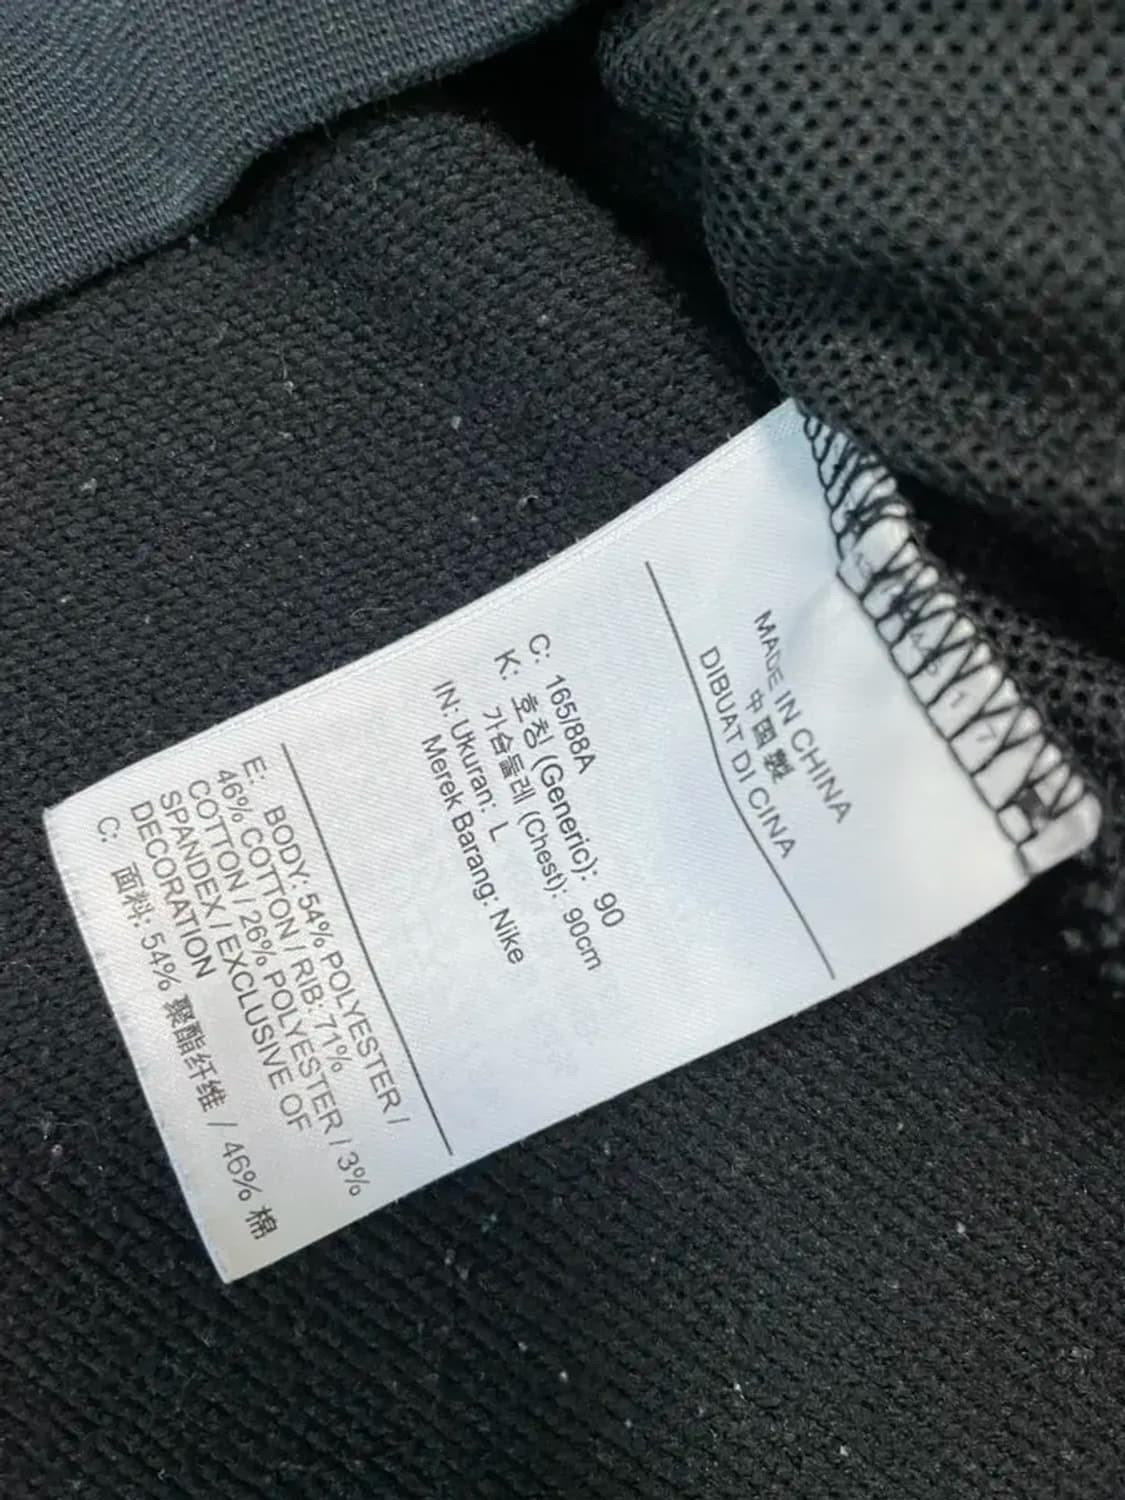 MADE IN CHINA
中國製
DIBUAT DI CINA
C: 165/88A
K: 호칭 (Generic): 90
가슴둘레 (Chest): 90cm
IN: Ukuran: L
Merek Barang: Nike
E: BODY: 54% POLYESTER /
46% COTTON / RIB: 71%
COTTON / 26% POLYESTER / 3%
SPANDEX / EXCLUSIVE OF
DECORATION
C: 面料: 54% 聚酯纤维 / 46% 棉